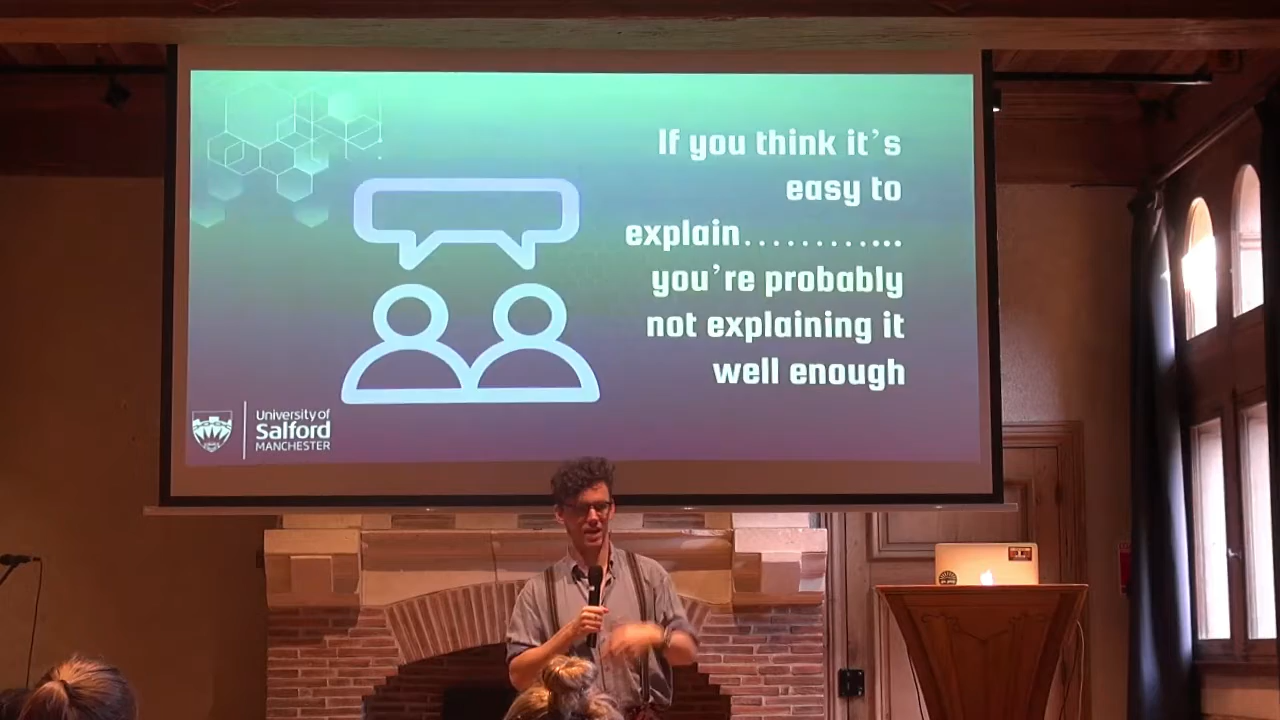 If you think it's
easy to
explain…………...
you're probably
not explaining it
well enough
University of
Salford
MANCHESTER